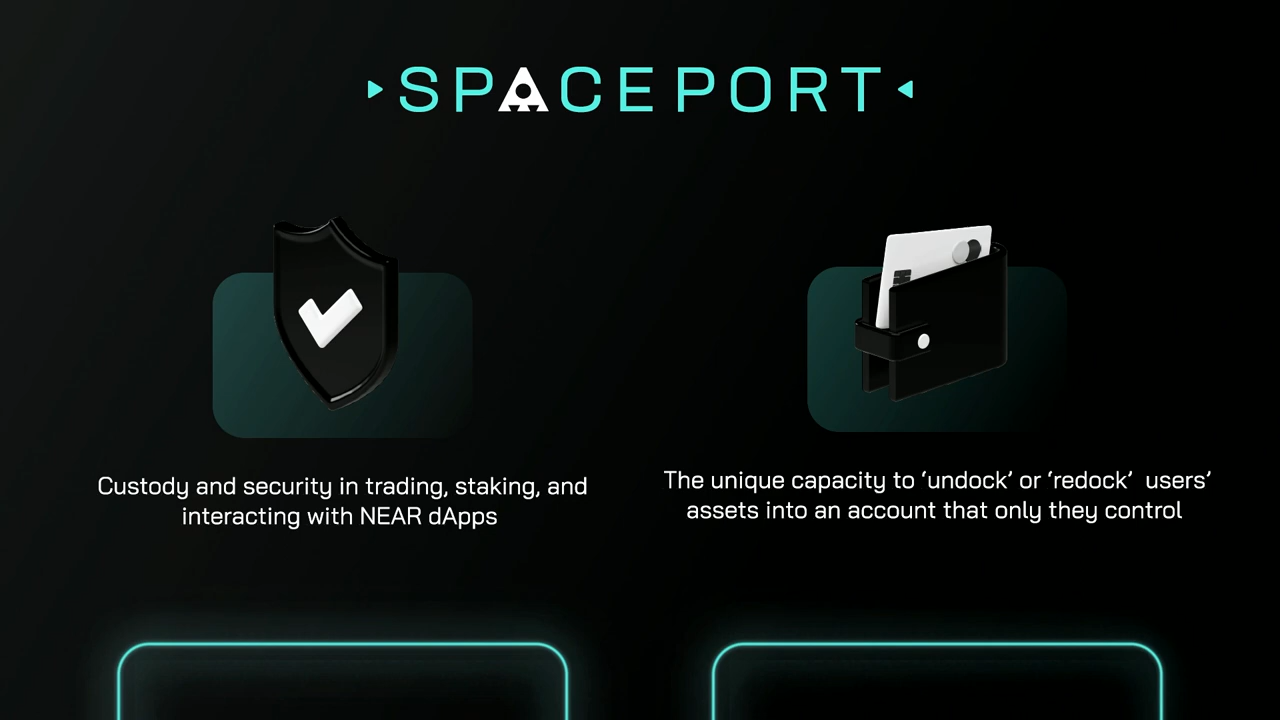 SPACEPORT
Custody and security in trading, staking, and
interacting with NEAR dApps
The unique capacity to ‘undock’ or ‘redock’  users’
assets into an account that only they control